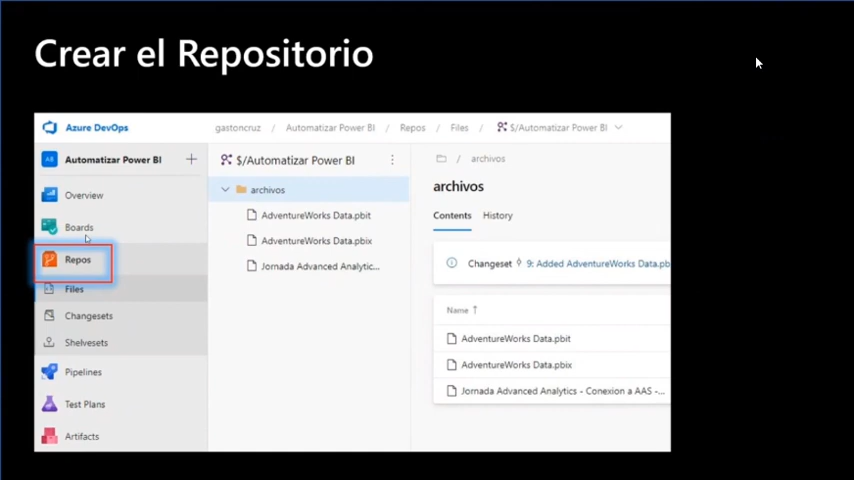 Crear el Repositorio
Azure DevOps
gastoncruz / Automatizar Power BI / Repos / Files / $/Automatizar Power BI
AB Automatizar Power BI +
$/Automatizar Power BI
/ archivos
archivos
archivos
Overview
Contents History
AdventureWorks Data.pbit
Boards
AdventureWorks Data.pbix
Repos
Jornada Advanced Analytic...
Changeset 9: Added AdventureWorks Data.pb
Files
Name ↑
Changesets
AdventureWorks Data.pbit
Shelvesets
AdventureWorks Data.pbix
Pipelines
Jornada Advanced Analytics - Conexion a AAS -...
Test Plans
Artifacts